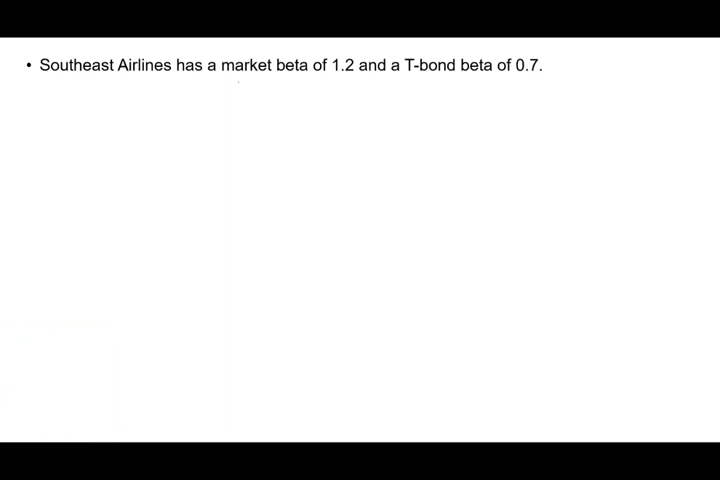 • Southeast Airlines has a market beta of 1.2 and a T-bond beta of 0.7.